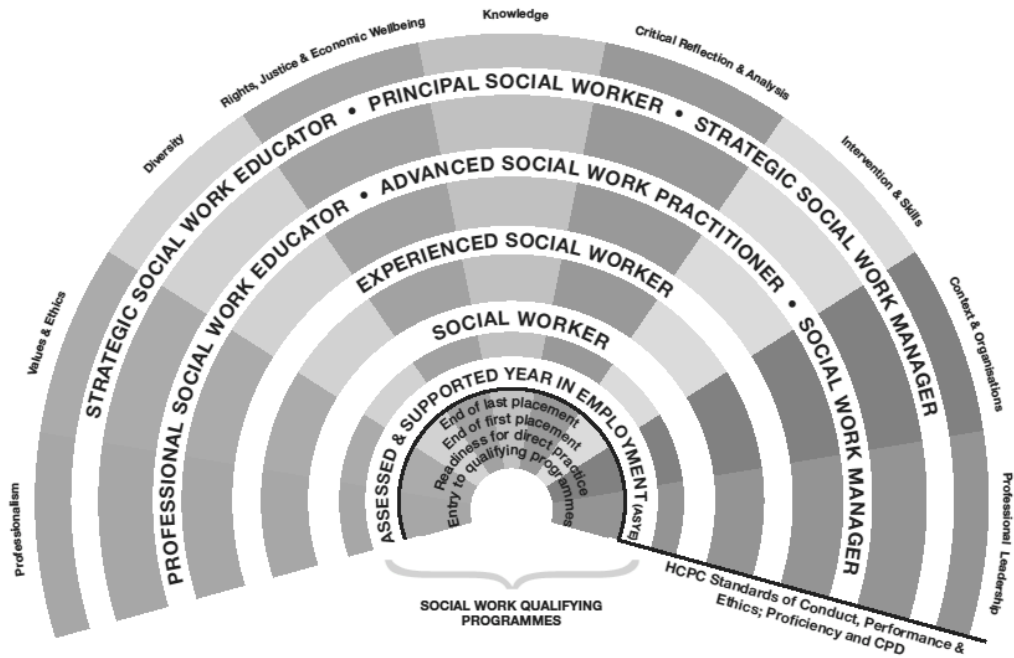 Professionalism
Values & Ethics
Diversity
Rights, Justice & Economic Wellbeing
Knowledge
Critical Reflection & Analysis
Intervention & Skills
Context & Organisations
Professional Leadership
STRATEGIC SOCIAL WORK EDUCATOR • PRINCIPAL SOCIAL WORKER • STRATEGIC SOCIAL WORK MANAGER
PROFESSIONAL SOCIAL WORK EDUCATOR • ADVANCED SOCIAL WORK PRACTITIONER • SOCIAL WORK MANAGER
EXPERIENCED SOCIAL WORKER
SOCIAL WORKER
ASSESSED & SUPPORTED YEAR IN EMPLOYMENT (ASYE)
End of last placement
End of first placement
Readiness for direct practice
Entry to qualifying programmes
SOCIAL WORK QUALIFYING
PROGRAMMES
HCPC Standards of Conduct, Performance &
Ethics; Proficiency and CPD